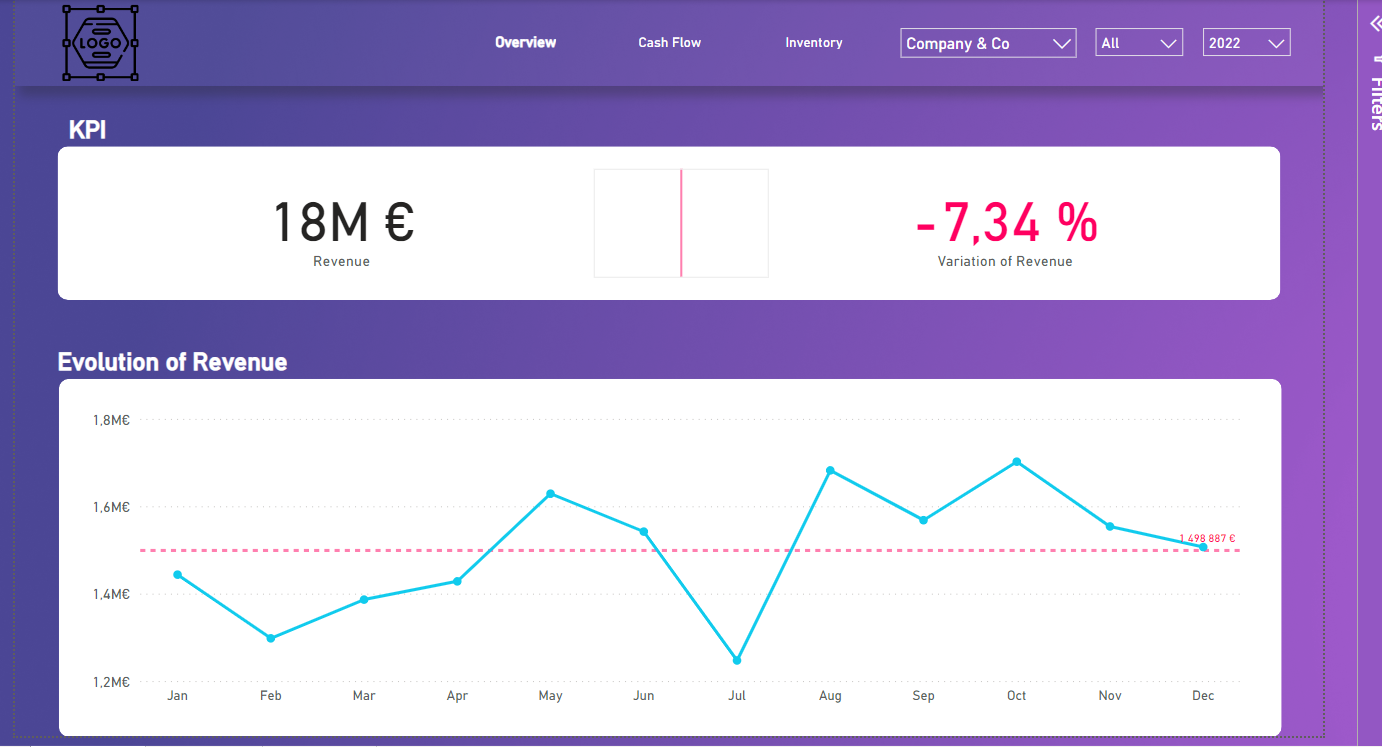 LOGO
Overview Cash Flow Inventory Company & Co All 2022
Filters
KPI
18M € -7,34 %
Revenue Variation of Revenue
Evolution of Revenue
1,8M€
1,6M€
1 498 887 €
1,4M€
1,2M€
Jan Feb Mar Apr May Jun Jul Aug Sep Oct Nov Dec